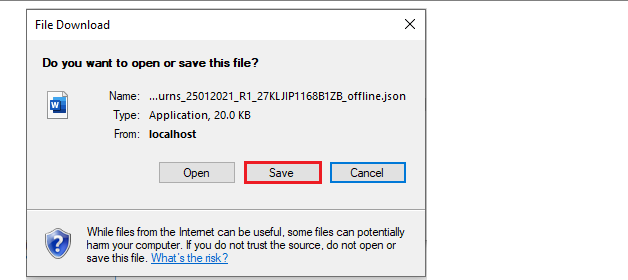 File Download
Do you want to open or save this file?
Name: ...urns_25012021_R1_27KLJIP1168B1ZB_offline.json
Type: Application, 20.0 KB
From: localhost
Open Save Cancel
While files from the Internet can be useful, some files can potentially
harm your computer. If you do not trust the source, do not open or
save this file. What's the risk?